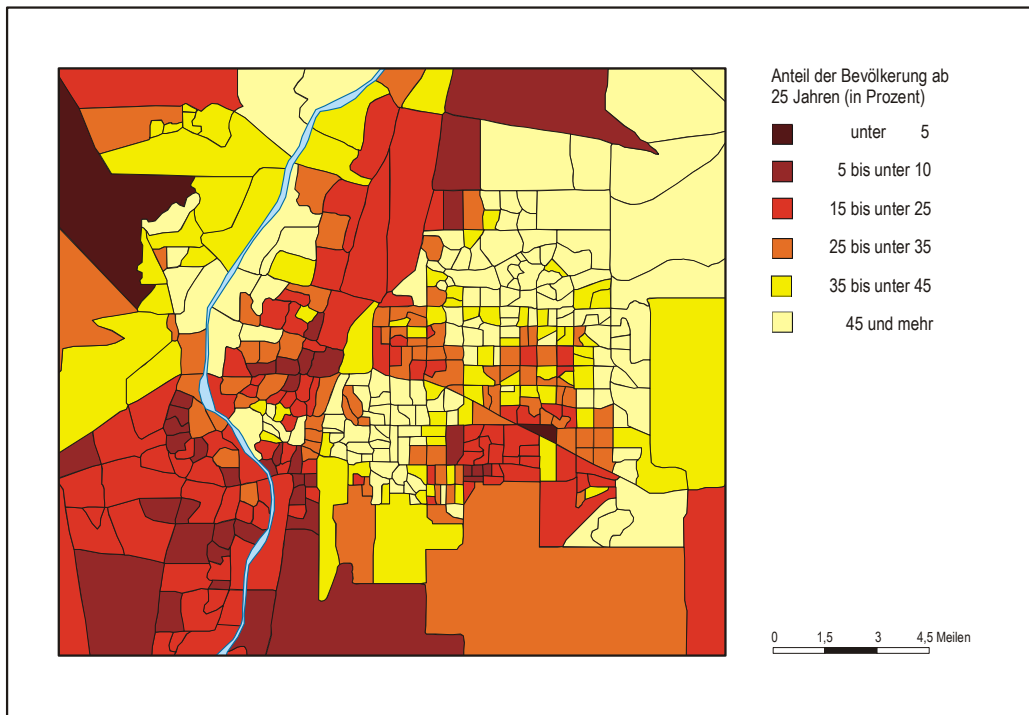 Anteil der Bevölkerung ab
25 Jahren (in Prozent)
unter 5
5 bis unter 10
15 bis unter 25
25 bis unter 35
35 bis unter 45
45 und mehr
0 1,5 3 4,5 Meilen